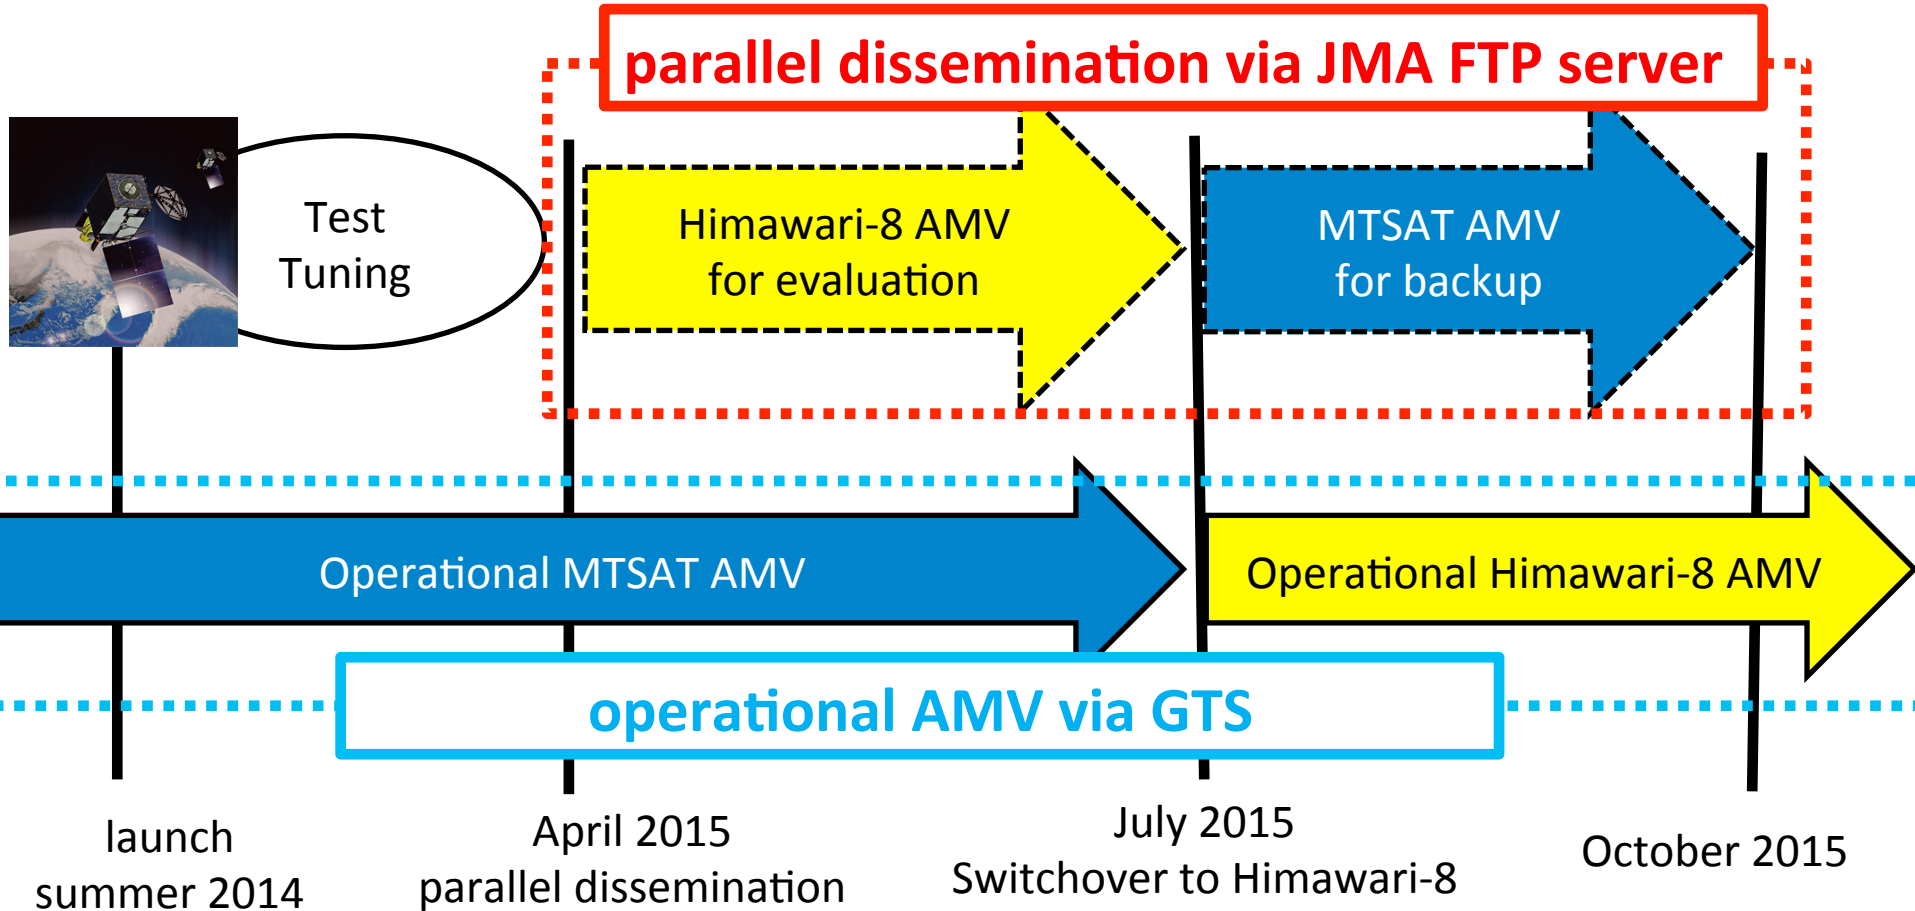 parallel dissemination via JMA FTP server
Test
Tuning
Himawari-8 AMV
for evaluation
MTSAT AMV
for backup
Operational MTSAT AMV
Operational Himawari-8 AMV
operational AMV via GTS
launch
summer 2014
April 2015
parallel dissemination
July 2015
Switchover to Himawari-8
October 2015